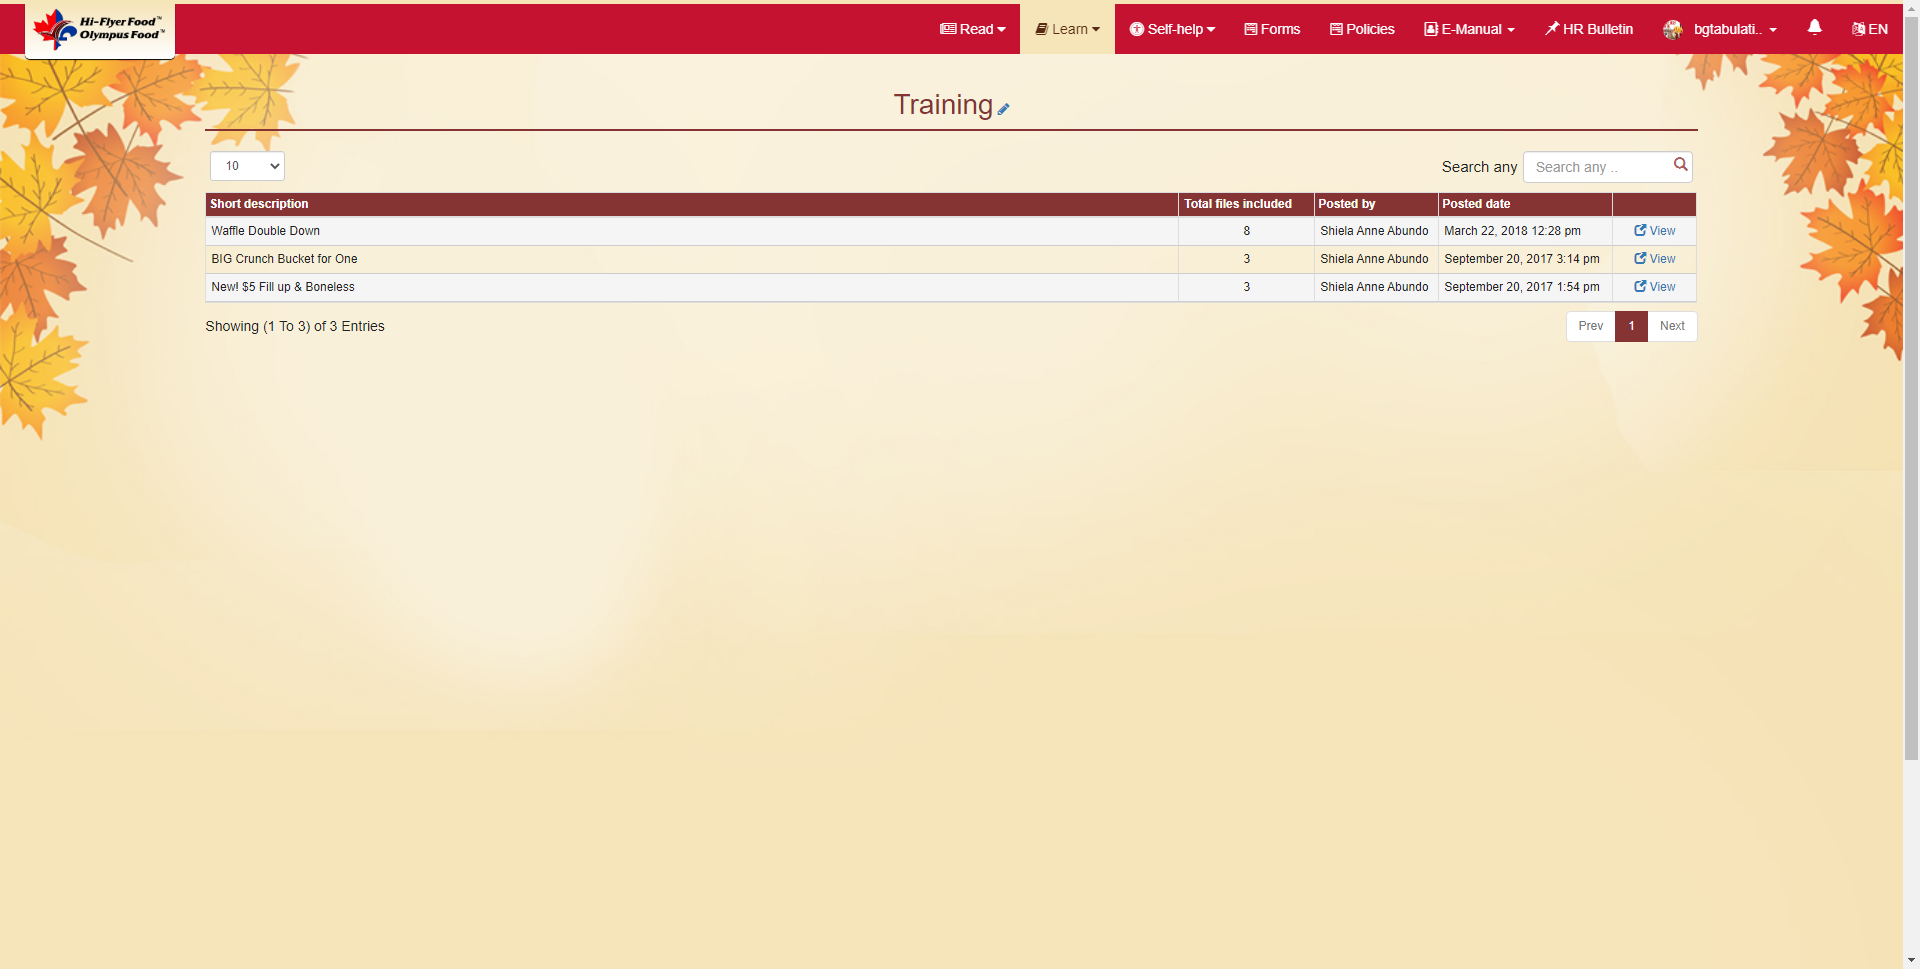 Hi-Flyer Food™
Olympus Food™
Read
Learn
Self-help
Forms
Policies
E-Manual
HR Bulletin
bgtabulati..
EN
Training
10
Search any
Search any ..
Short description Total files included Posted by Posted date
Waffle Double Down 8 Shiela Anne Abundo March 22, 2018 12:28 pm View
BIG Crunch Bucket for One 3 Shiela Anne Abundo September 20, 2017 3:14 pm View
New! $5 Fill up & Boneless 3 Shiela Anne Abundo September 20, 2017 1:54 pm View
Showing (1 To 3) of 3 Entries
Prev 1 Next